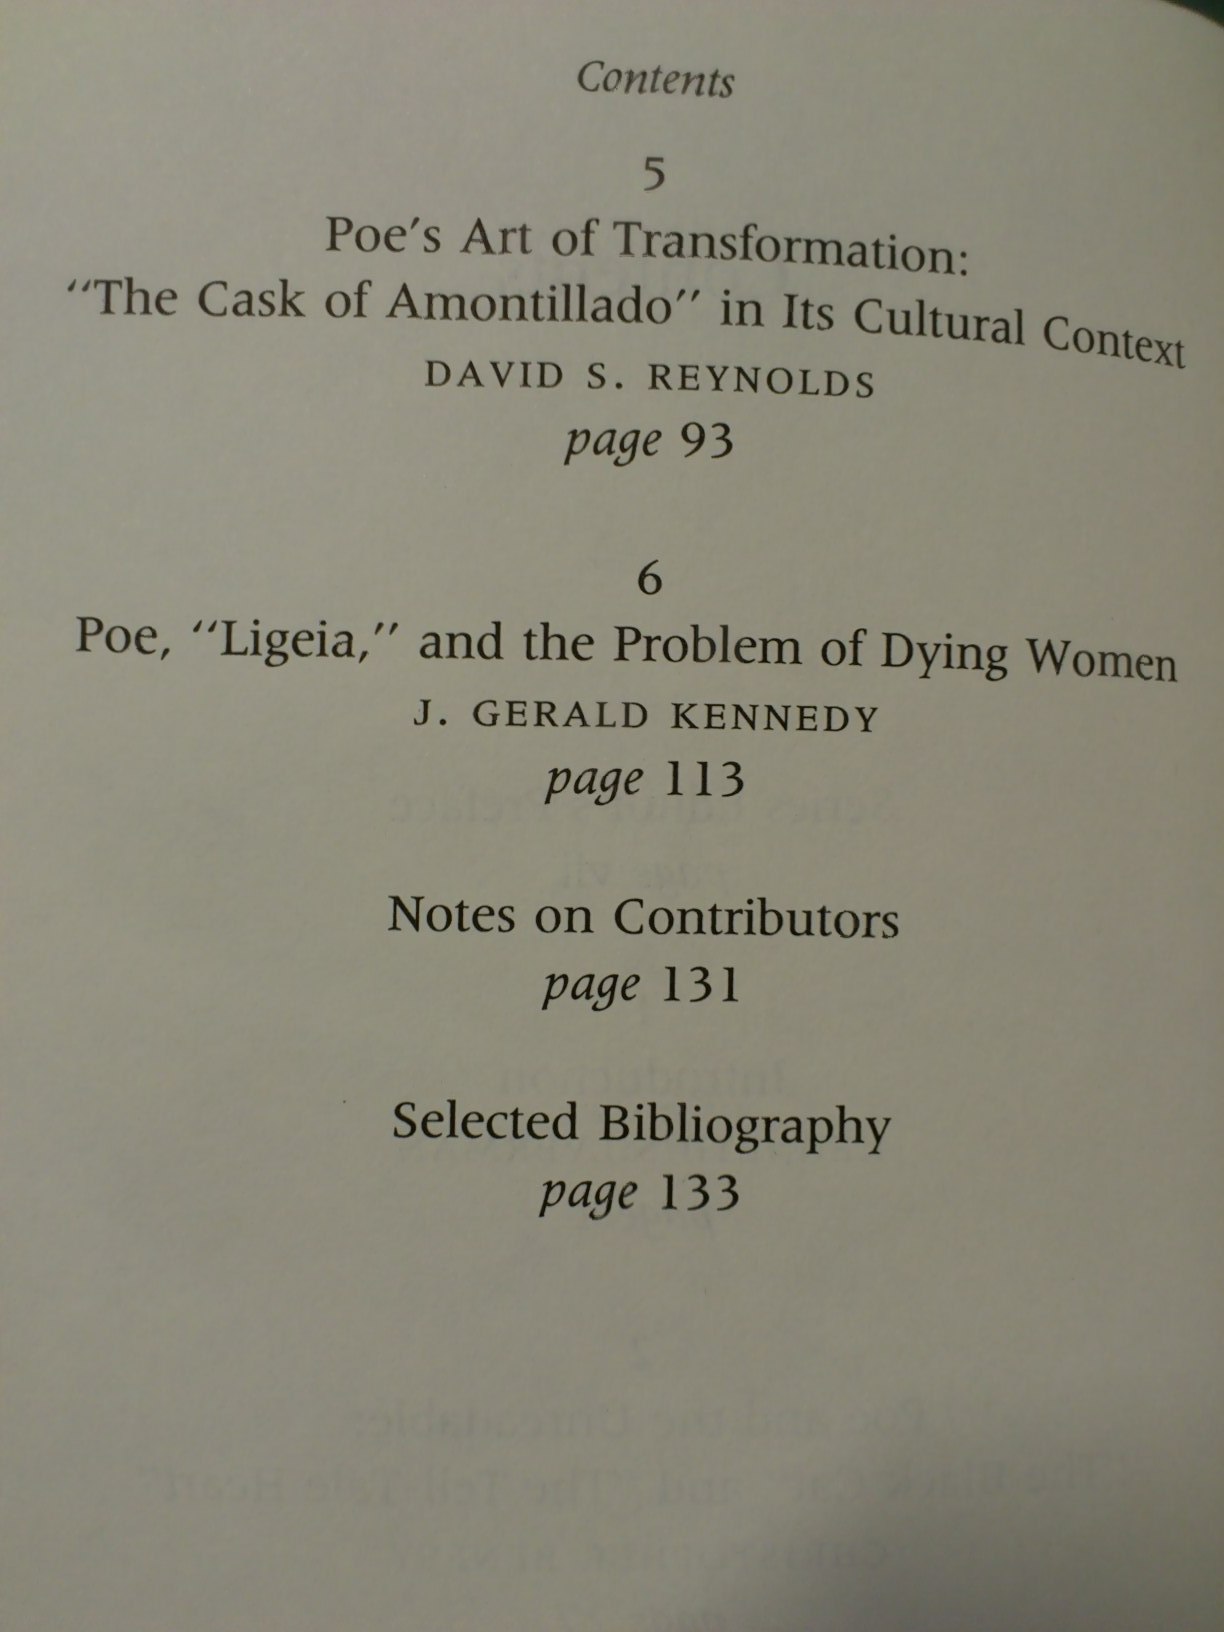 Contents
5
Poe's Art of Transformation:
"The Cask of Amontillado" in Its Cultural Context
DAVID S. REYNOLDS
page 93
6
Poe, "Ligeia," and the Problem of Dying Women
J. GERALD KENNEDY
page 113
Notes on Contributors
page 131
Selected Bibliography
page 133